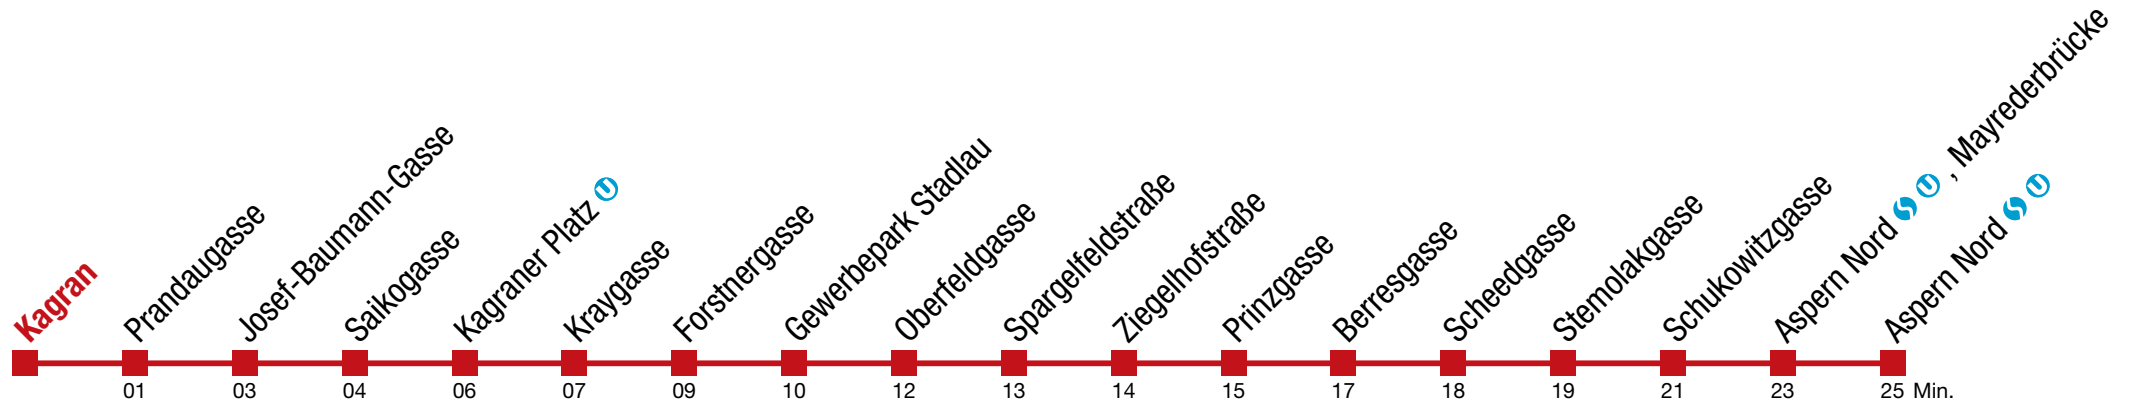 Kagran
Prandaugasse
Josef-Baumann-Gasse
Saikogasse
Kagraner Platz U
Kraygasse
Forstnergasse
Gewerbepark Stadlau
Oberfeldgasse
Spargelfeldstraße
Ziegelhofstraße
Prinzgasse
Berresgasse
Scheedgasse
Stemolakgasse
Schukowitzgasse
Aspern Nord S U , Mayrederbrücke
Aspern Nord S U
01 03 04 06 07 09 10 12 13 14 15 17 18 19 21 23 25 Min.